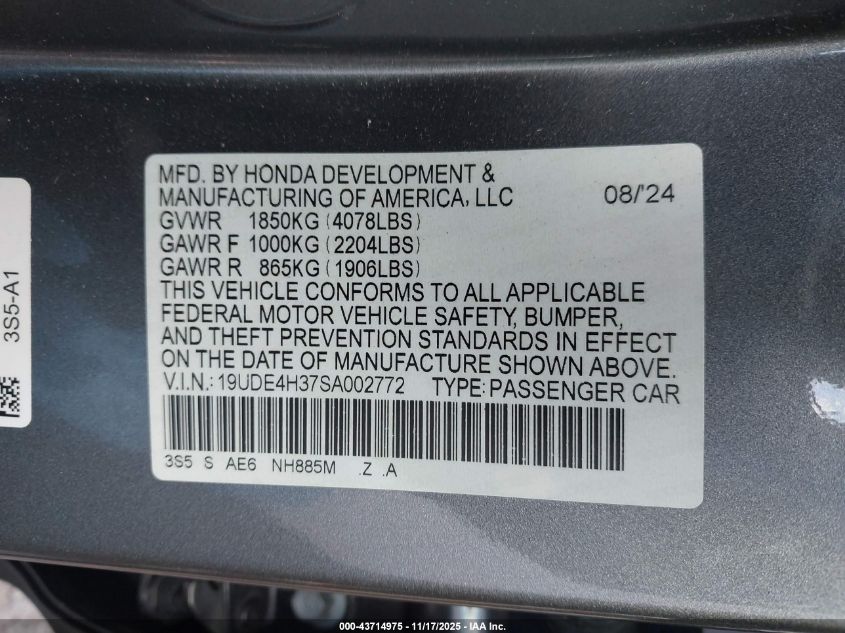 MFD. BY HONDA DEVELOPMENT &
MANUFACTURING OF AMERICA, LLC 08/'24
GVWR 1850KG (4078LBS)
GAWR F 1000KG (2204LBS)
GAWR R 865KG (1906LBS)
THIS VEHICLE CONFORMS TO ALL APPLICABLE
FEDERAL MOTOR VEHICLE SAFETY, BUMPER,
AND THEFT PREVENTION STANDARDS IN EFFECT
ON THE DATE OF MANUFACTURE SHOWN ABOVE.
V.I.N.: 19UDE4H37SA002772 TYPE: PASSENGER CAR
3S5 S AE6 NH885M .Z .A
3S5-A1
000-43714975 - 11/17/2025 - IAA Inc.